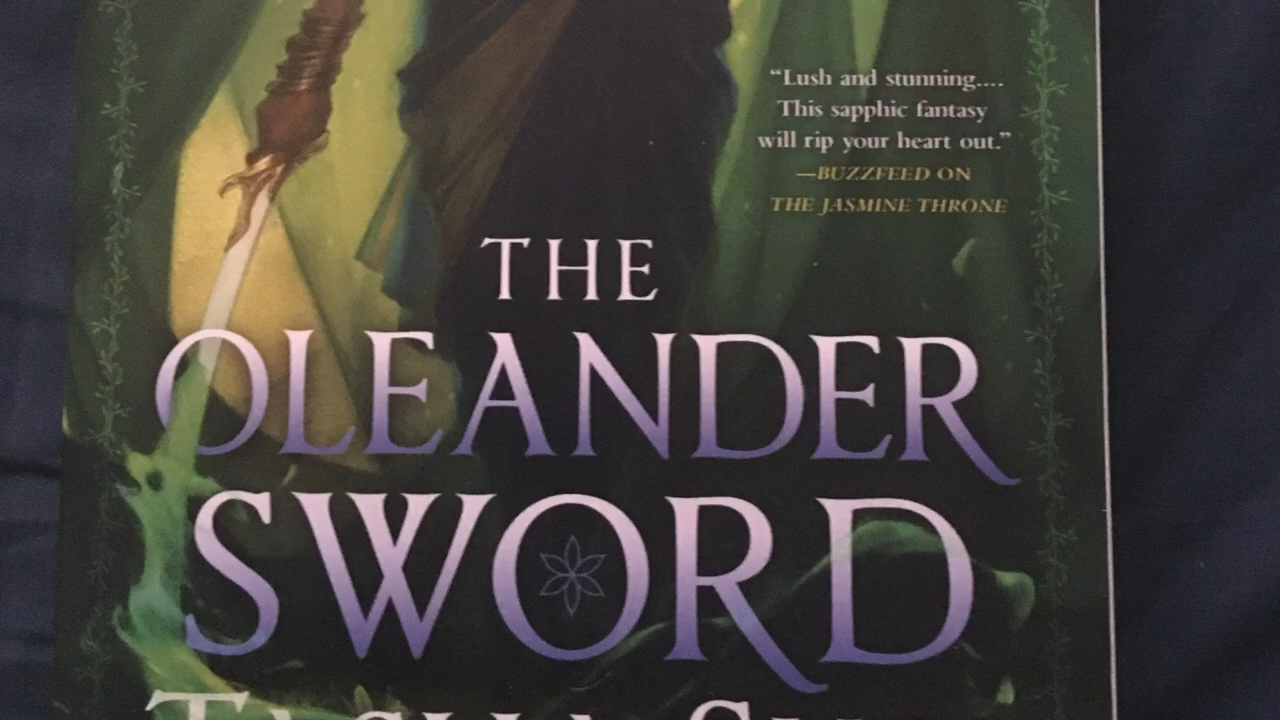 “Lush and stunning....
This sapphic fantasy
will rip your heart out.”
—BUZZFEED ON
THE JASMINE THRONE
THE
OLEANDER
SWORD